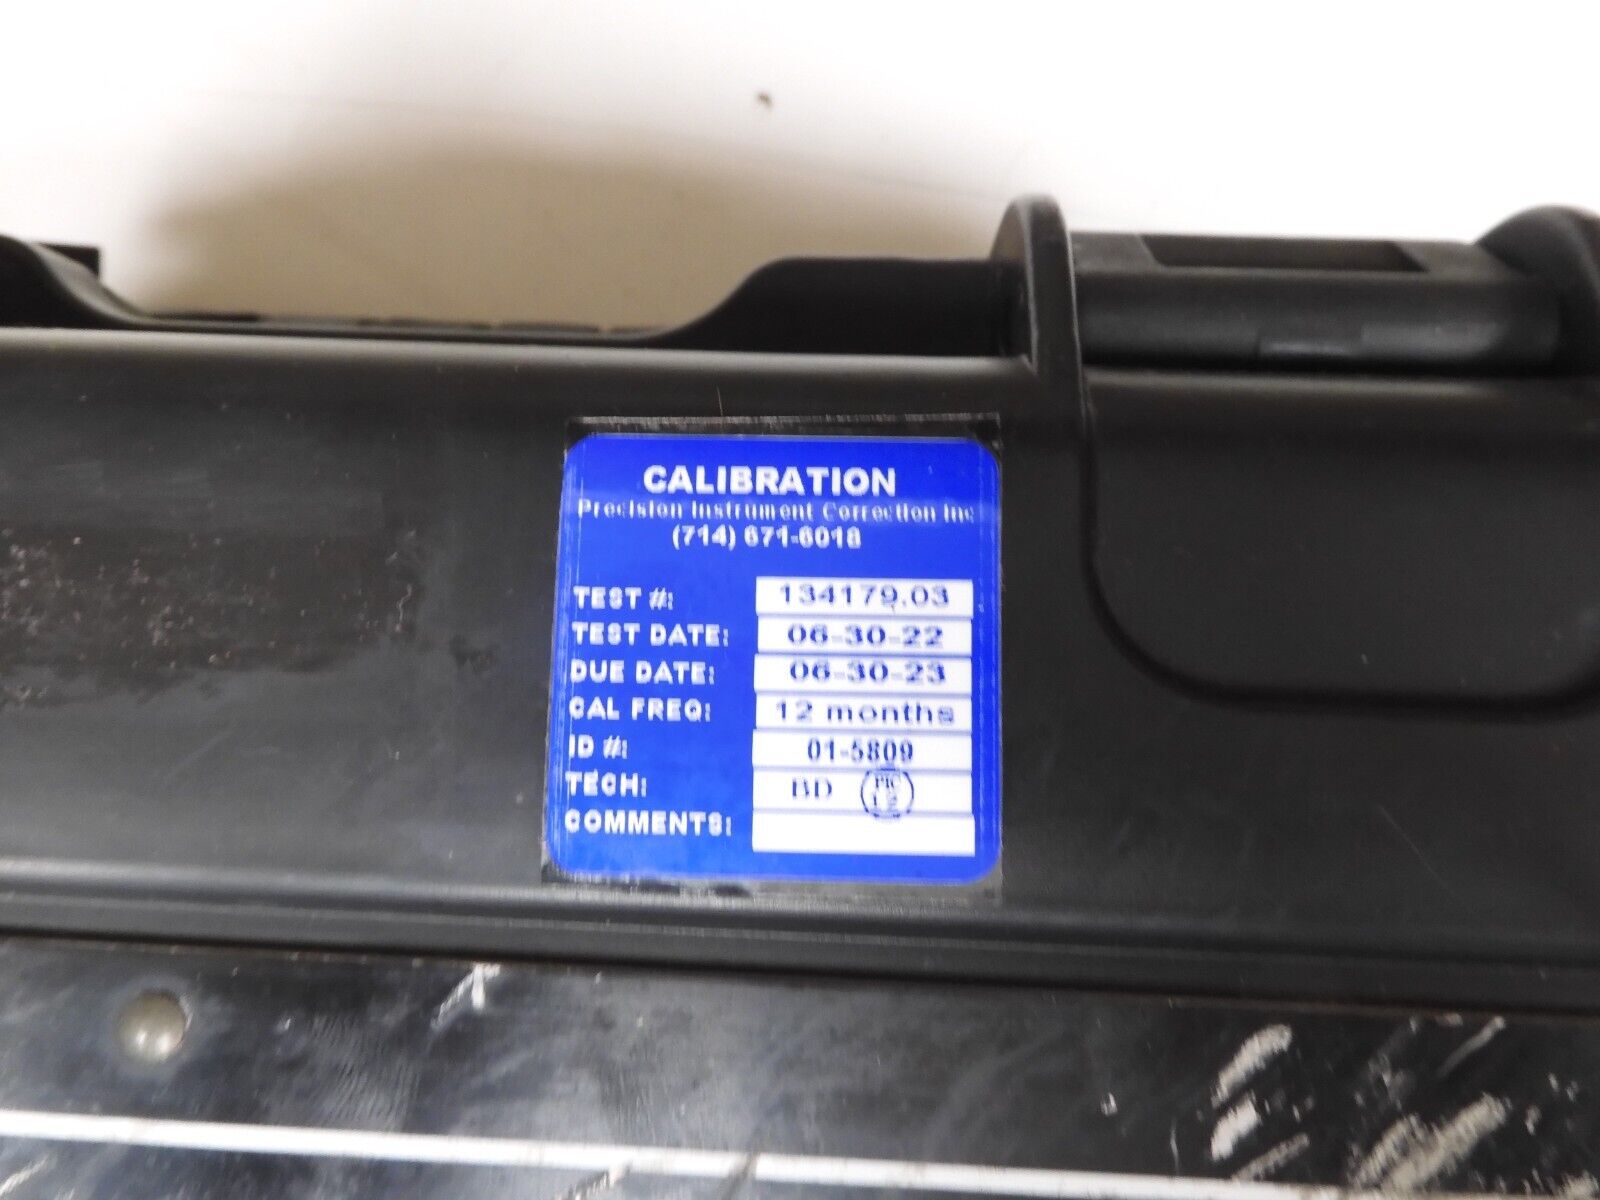 CALIBRATION
Precision Instrument Correction Inc
(714) 671-6018
TEST #: 134179.03
TEST DATE: 06-30-22
DUE DATE: 06-30-23
CAL FREQ: 12 months
ID #: 01-5809
TECH: BD PIC
COMMENTS: